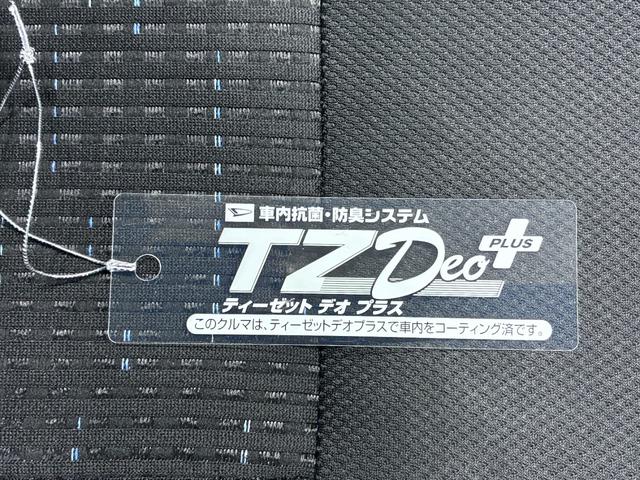 車内抗菌・防臭システム
TZ Deo PLUS
ティーゼット デオ プラス
このクルマは、ティーゼットデオプラスで車内をコーティング済です。